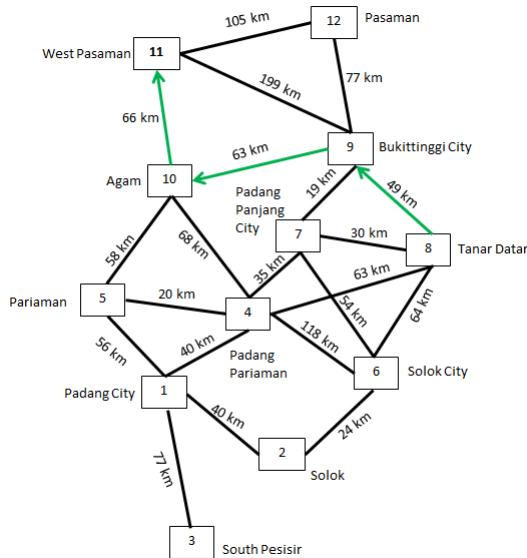 105 km
12
Pasaman
West Pasaman
11
199 km
77 km
66 km
63 km
9
Bukittinggi City
Agam
10
19 km
49 km
Padang
Panjang
City
7
30 km
8
Tanar Datar
58 km
68 km
35 km
63 km
Pariaman
5
20 km
4
54 km
64 km
118 km
56 km
40 km
Padang
Pariaman
6
Solok City
Padang City
1
40 km
24 km
2
Solok
77 km
3
South Pesisir